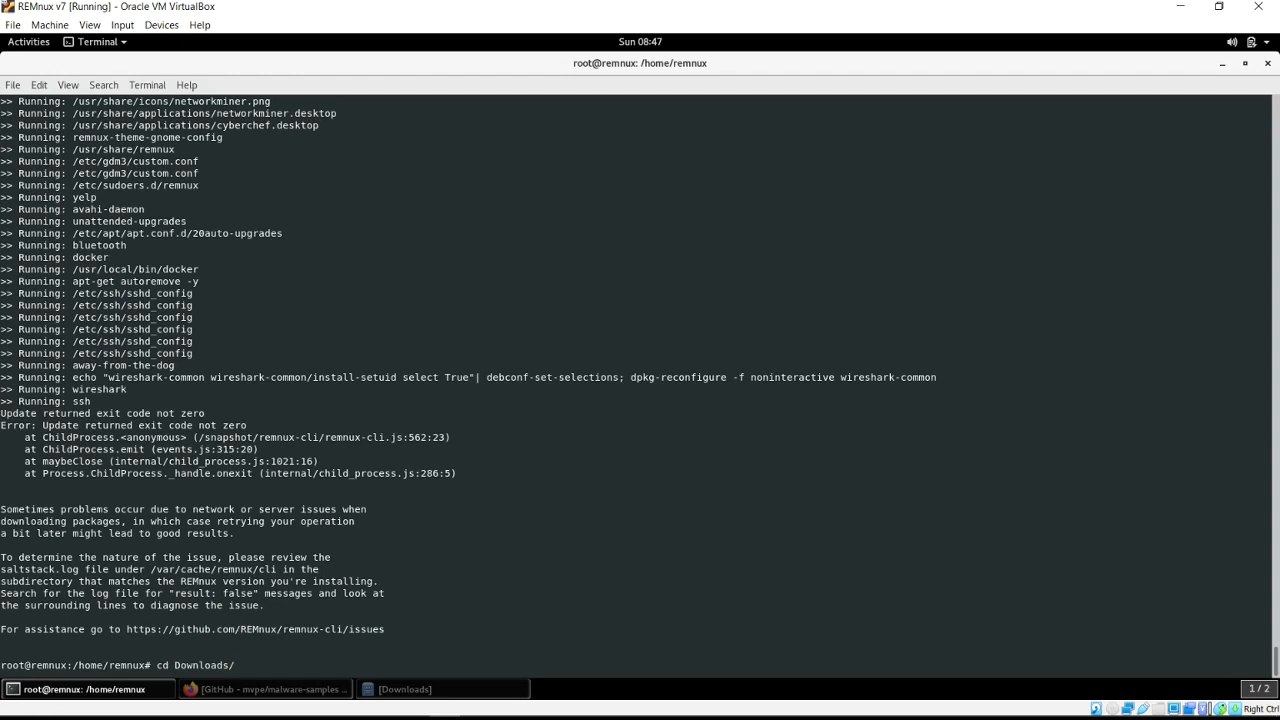 REMnux v7 [Running] - Oracle VM VirtualBox
File Machine View Input Devices Help
Activities Terminal Sun 08:47
root@remnux: /home/remnux
File Edit View Search Terminal Help
>> Running: /usr/share/icons/networkminer.png
>> Running: /usr/share/applications/networkminer.desktop
>> Running: /usr/share/applications/cyberchef.desktop
>> Running: remnux-theme-gnome-config
>> Running: /usr/share/remnux
>> Running: /etc/gdm3/custom.conf
>> Running: /etc/gdm3/custom.conf
>> Running: /etc/sudoers.d/remnux
>> Running: yelp
>> Running: avahi-daemon
>> Running: unattended-upgrades
>> Running: /etc/apt/apt.conf.d/20auto-upgrades
>> Running: bluetooth
>> Running: docker
>> Running: /usr/local/bin/docker
>> Running: apt-get autoremove -y
>> Running: /etc/ssh/sshd_config
>> Running: /etc/ssh/sshd_config
>> Running: /etc/ssh/sshd_config
>> Running: /etc/ssh/sshd_config
>> Running: /etc/ssh/sshd_config
>> Running: /etc/ssh/sshd_config
>> Running: away-from-the-dog
>> Running: echo "wireshark-common wireshark-common/install-setuid select True"| debconf-set-selections; dpkg-reconfigure -f noninteractive wireshark-common
>> Running: wireshark
>> Running: ssh
Update returned exit code not zero
Error: Update returned exit code not zero
    at ChildProcess.<anonymous> (/snapshot/remnux-cli/remnux-cli.js:562:23)
    at ChildProcess.emit (events.js:315:20)
    at maybeClose (internal/child_process.js:1021:16)
    at Process.ChildProcess._handle.onexit (internal/child_process.js:286:5)
Sometimes problems occur due to network or server issues when
downloading packages, in which case retrying your operation
a bit later might lead to good results.
To determine the nature of the issue, please review the
saltstack.log file under /var/cache/remnux/cli in the
subdirectory that matches the REMnux version you're installing.
Search for the log file for "result: false" messages and look at
the surrounding lines to diagnose the issue.
For assistance go to https://github.com/REMnux/remnux-cli/issues
root@remnux:/home/remnux# cd Downloads/
root@remnux: /home/remnux [GitHub - mvpe/malware-samples ... [Downloads] 1 / 2
Right Ctrl